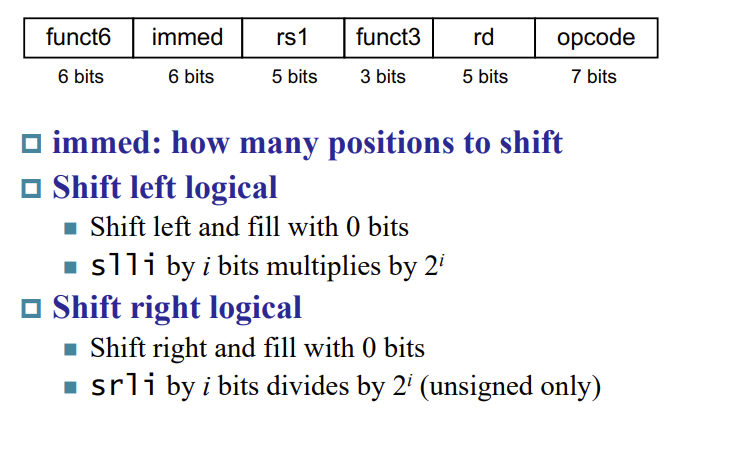 funct6 immed rs1 funct3 rd opcode
6 bits 6 bits 5 bits 3 bits 5 bits 7 bits
immed: how many positions to shift
Shift left logical
Shift left and fill with 0 bits
slli by i bits multiplies by 2^i
Shift right logical
Shift right and fill with 0 bits
srli by i bits divides by 2^i (unsigned only)